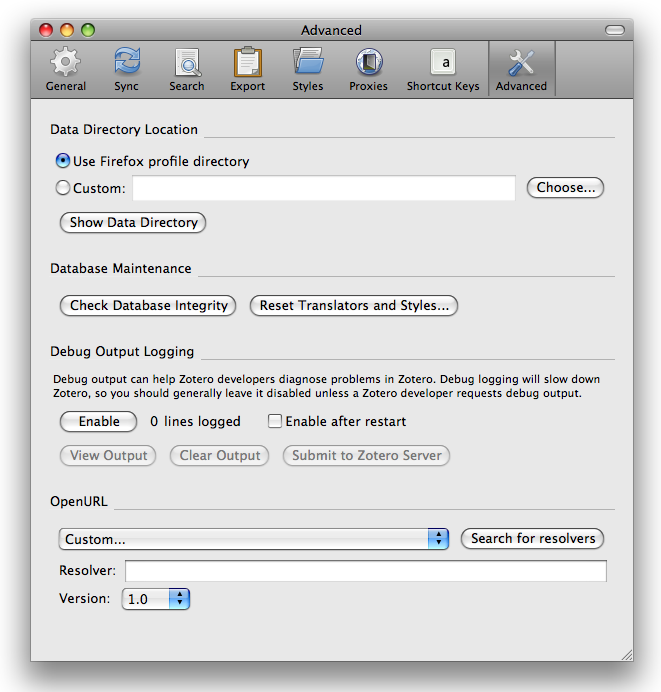 Advanced
General Sync Search Export Styles Proxies a Shortcut Keys Advanced
Data Directory Location
Use Firefox profile directory
Custom: Choose...
Show Data Directory
Database Maintenance
Check Database Integrity Reset Translators and Styles...
Debug Output Logging
Debug output can help Zotero developers diagnose problems in Zotero. Debug logging will slow down
Zotero, so you should generally leave it disabled unless a Zotero developer requests debug output.
Enable 0 lines logged Enable after restart
View Output Clear Output Submit to Zotero Server
OpenURL
Custom... Search for resolvers
Resolver:
Version: 1.0